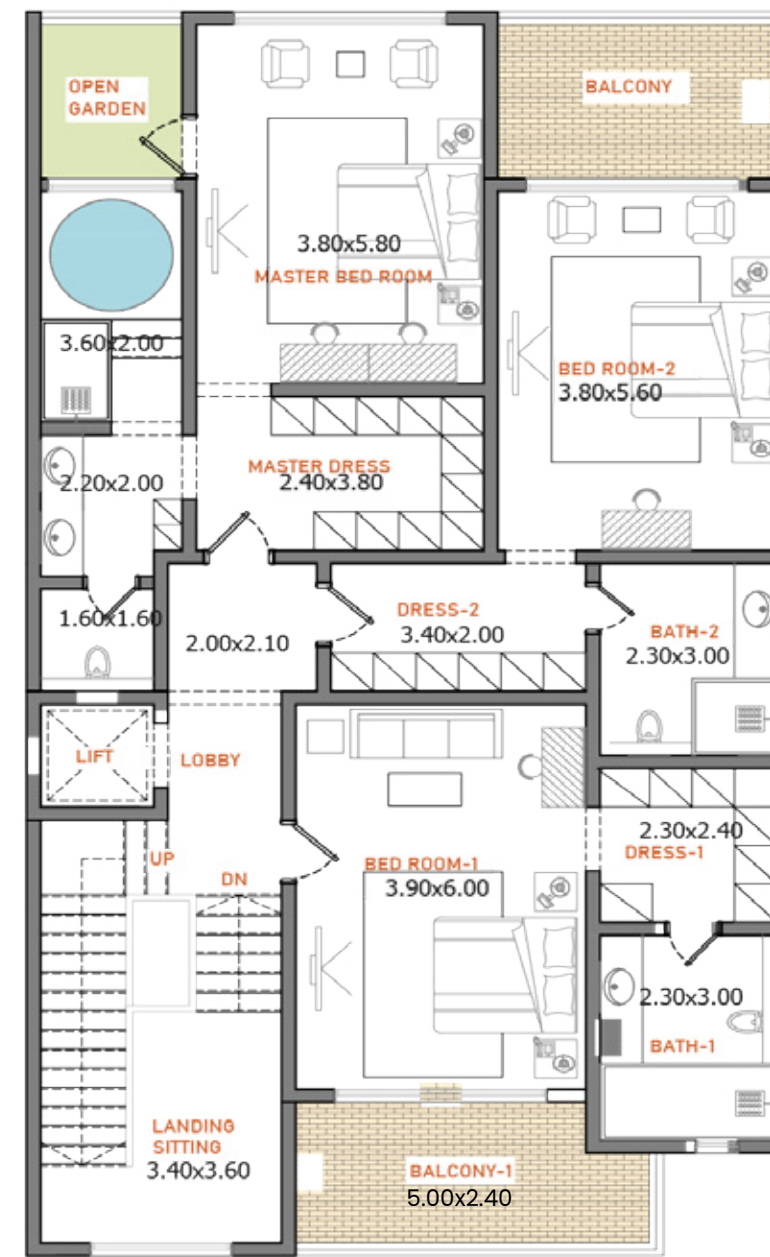 OPEN
GARDEN
BALCONY
3.80x5.80
MASTER BED ROOM
3.60x2.00
BED ROOM-2
3.80x5.60
MASTER DRESS
2.40x3.80
2.20x2.00
DRESS-2
3.40x2.00
1.60x1.60
2.00x2.10
BATH-2
2.30x3.00
LIFT
LOBBY
UP
DN
BED ROOM-1
3.90x6.00
2.30x2.40
DRESS-1
2.30x3.00
BATH-1
LANDING
SITTING
3.40x3.60
BALCONY-1
5.00x2.40